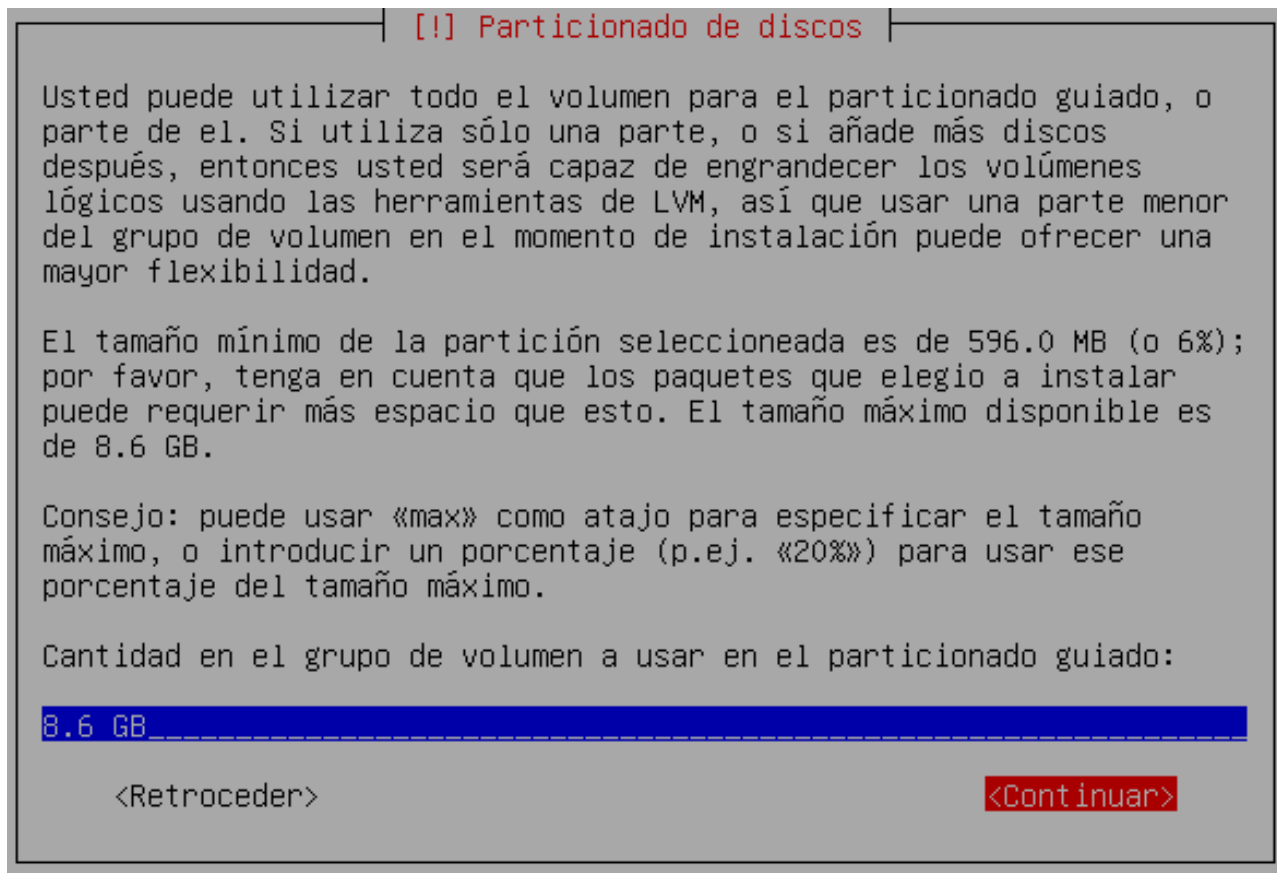 [!] Particionado de discos
Usted puede utilizar todo el volumen para el particionado guiado, o
parte de el. Si utiliza sólo una parte, o si añade más discos
después, entonces usted será capaz de engrandecer los volúmenes
lógicos usando las herramientas de LVM, así que usar una parte menor
del grupo de volumen en el momento de instalación puede ofrecer una
mayor flexibilidad.
El tamaño mínimo de la partición seleccioneada es de 596.0 MB (o 6%);
por favor, tenga en cuenta que los paquetes que elegio a instalar
puede requerir más espacio que esto. El tamaño máximo disponible es
de 8.6 GB.
Consejo: puede usar «max» como atajo para especificar el tamaño
máximo, o introducir un porcentaje (p.ej. «20%») para usar ese
porcentaje del tamaño máximo.
Cantidad en el grupo de volumen a usar en el particionado guiado:
8.6 GB
<Retroceder> <Continuar>